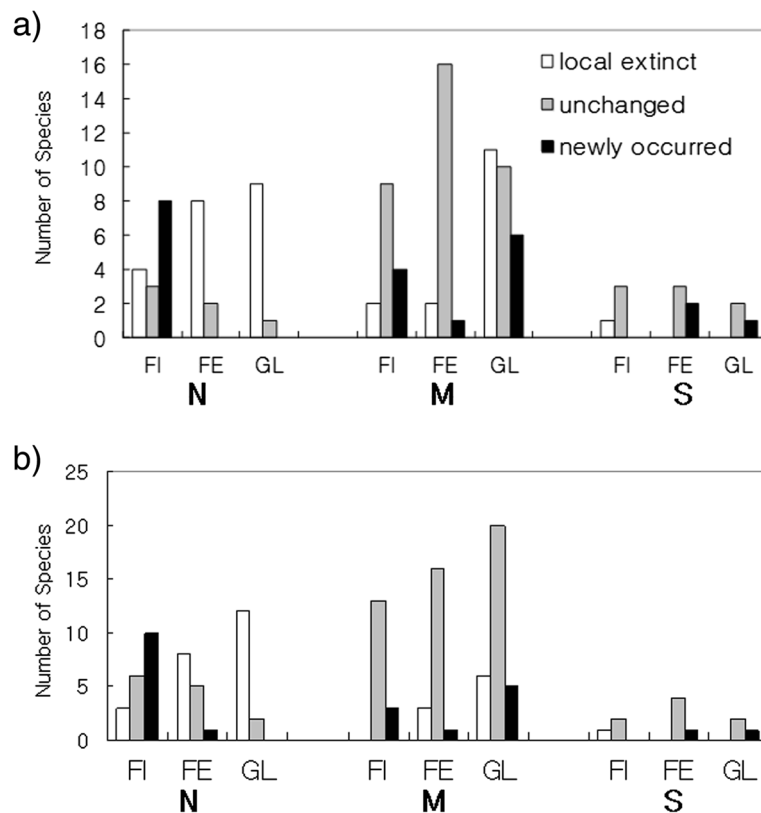 a)
Number of Species
18
16
14
12
10
8
6
4
2
0
local extinct
unchanged
newly occurred
FI FE GL FI FE GL FI FE GL
N M S
b)
Number of Species
25
20
15
10
5
0
FI FE GL FI FE GL FI FE GL
N M S